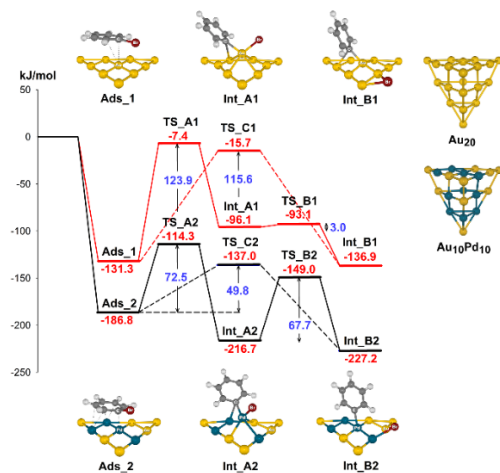 kJ/mol
Ads_1
Int_A1
Int_B1
50
0
-50
-100
-150
-200
-250
TS_A1
-7.4
TS_C1
-15.7
123.9
115.6
Int_A1
-96.1
TS_B1
-93.1
3.0
Ads_1
-131.3
Int_B1
-136.9
TS_A2
-114.3
TS_C2
-137.0
TS_B2
-149.0
Ads_2
-186.8
72.5
49.8
67.7
Int_A2
-216.7
Int_B2
-227.2
Au20
Au10Pd10
Ads_2
Int_A2
Int_B2